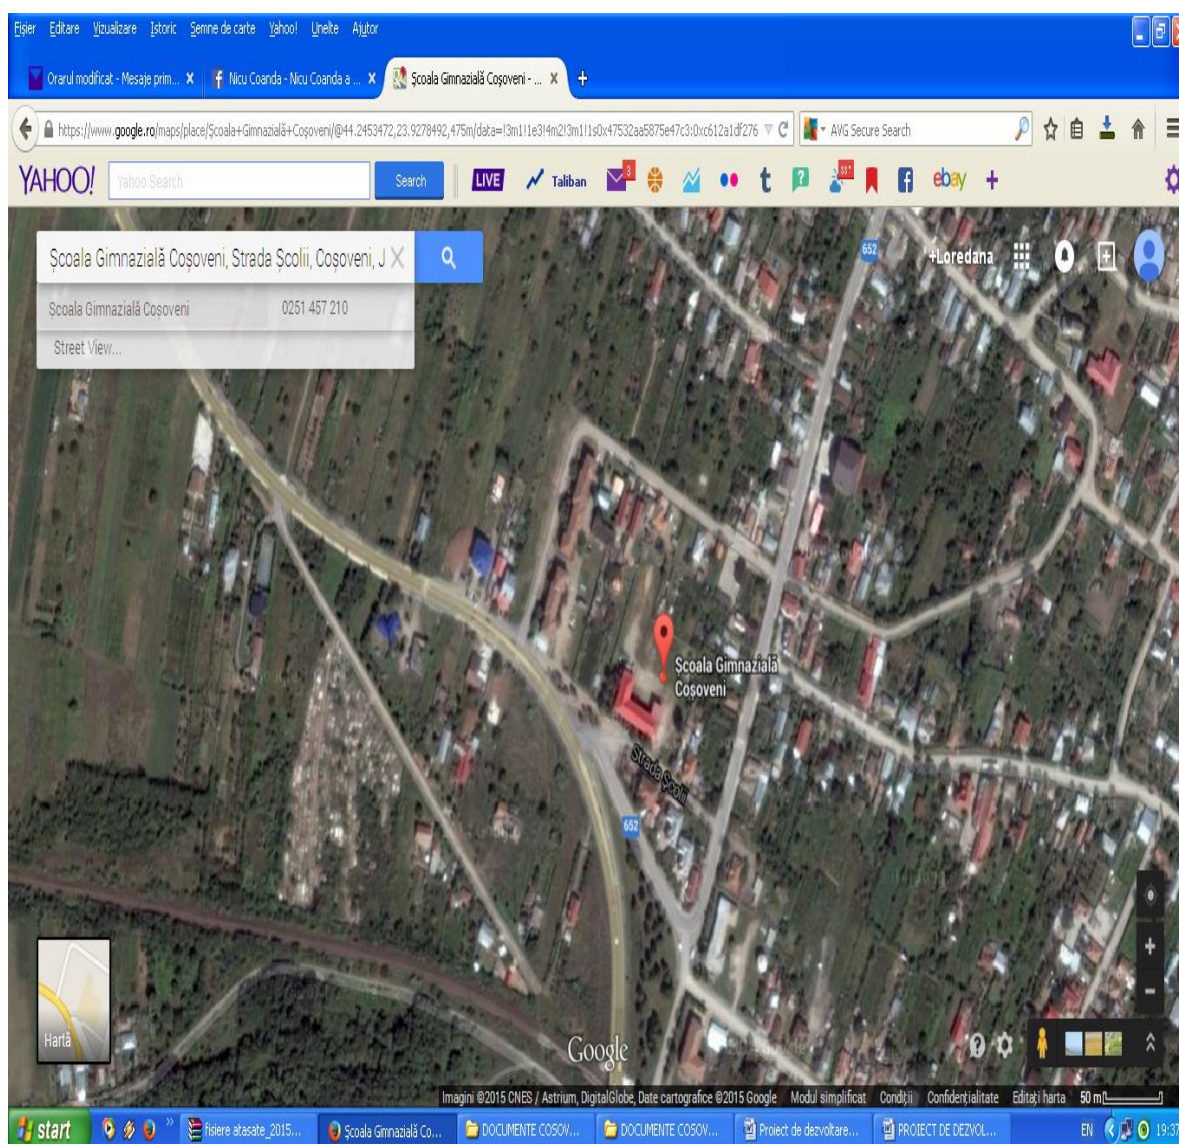 Fișier Editare Vizualizare Istoric Semne de carte Yahoo! Unelte Ajutor
Orarul modificat - Mesaje prim... Nicu Coanda - Nicu Coanda a ... Școala Gimnazială Coșoveni - ...
https://www.google.ro/maps/place/Școala+Gimnazială+Coșoveni/@44.2453472,23.9278492,475m/data=!3m1!1e3!4m2!3m1!1s0x47532aa5875e47c3:0xc612a1df276 AVG Secure Search
YAHOO! Yahoo Search Search LIVE Taliban 3 33° ebay
Școala Gimnazială Coșoveni, Strada Școlii, Coșoveni, J
652 +Loredana
Școala Gimnazială Coșoveni 0251 457 210
Street View...
Școala Gimnazială
Coșoveni
Strada Școlii
652
Hartă
Google
Imagini ©2015 CNES / Astrium, DigitalGlobe, Date cartografice ©2015 Google Modul simplificat Condiții Confidențialitate Editați harta 50 m
start fisiere atasate_2015... Școala Gimnazială Co... DOCUMENTE COSOV... DOCUMENTE COSOV... Proiect de dezvoltare... PROIECT DE DEZVOL... EN 19:37